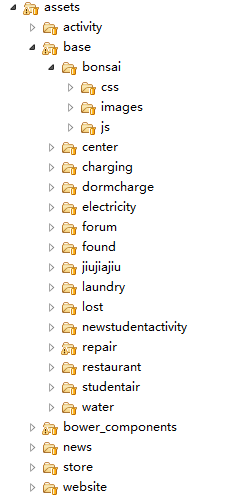 assets
activity
base
bonsai
css
images
js
center
charging
dormcharge
electricity
forum
found
jiujiajiu
laundry
lost
newstudentactivity
repair
restaurant
studentair
water
bower_components
news
store
website